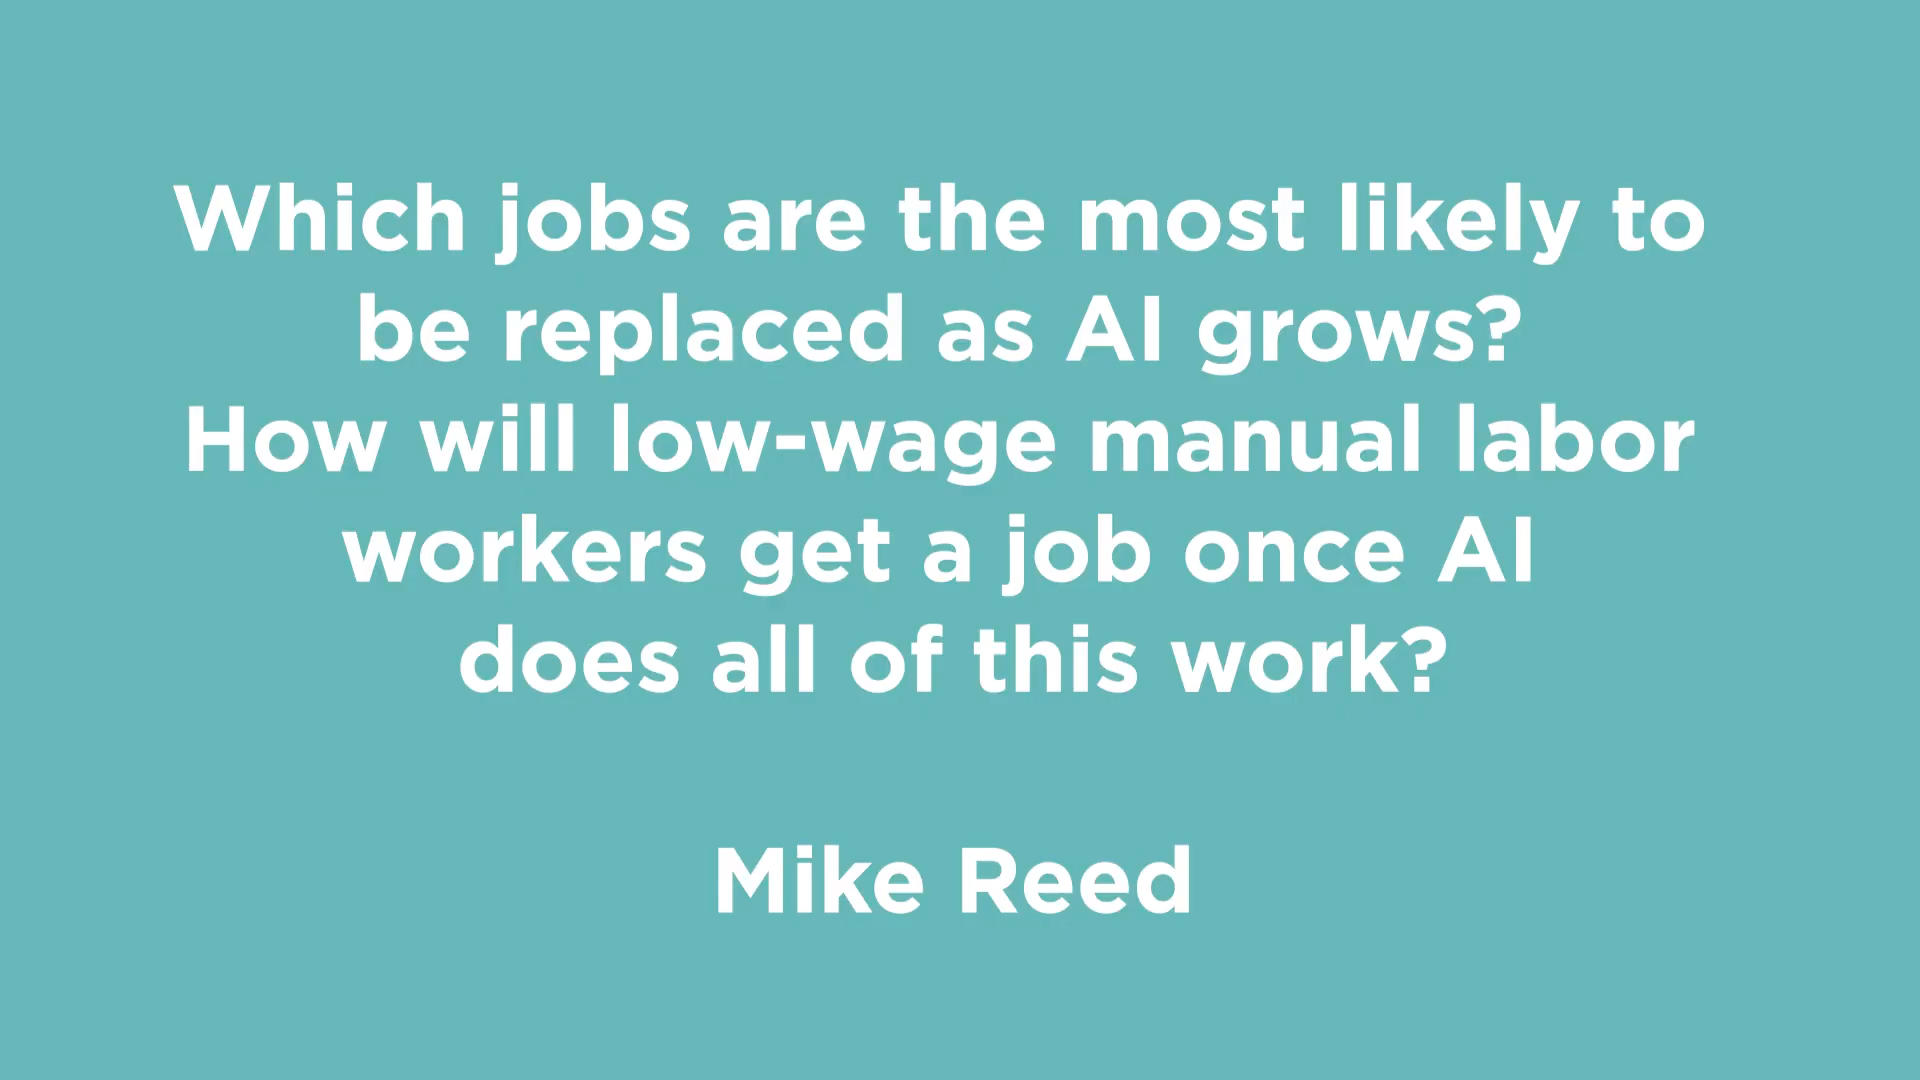 Which jobs are the most likely to
be replaced as AI grows?
How will low-wage manual labor
workers get a job once AI
does all of this work?
Mike Reed